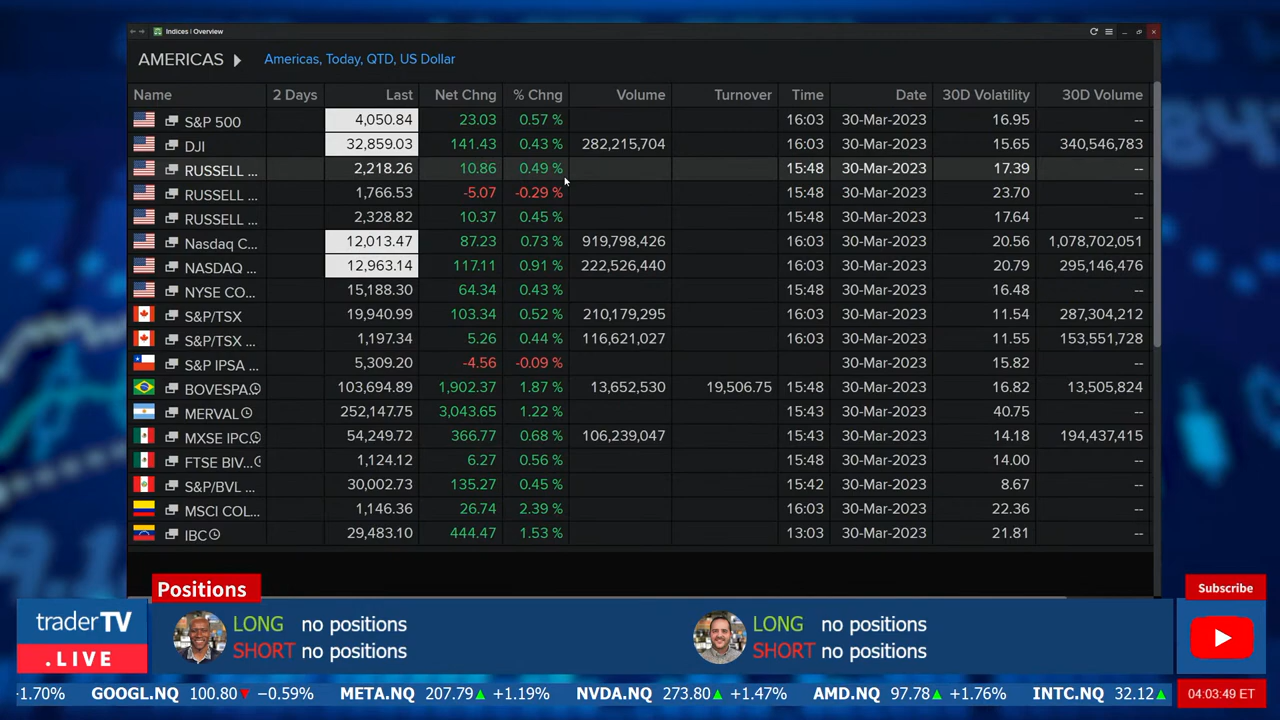 Indices | Overview
AMERICAS Americas, Today, QTD, US Dollar
Name 2 Days Last Net Chng % Chng Volume Turnover Time Date 30D Volatility 30D Volume
S&P 500 4,050.84 23.03 0.57 % 16:03 30-Mar-2023 16.95 --
DJI 32,859.03 141.43 0.43 % 282,215,704 16:03 30-Mar-2023 15.65 340,546,783
RUSSELL ... 2,218.26 10.86 0.49 % 15:48 30-Mar-2023 17.39 --
RUSSELL ... 1,766.53 -5.07 -0.29 % 15:48 30-Mar-2023 23.70 --
RUSSELL ... 2,328.82 10.37 0.45 % 15:48 30-Mar-2023 17.64 --
Nasdaq C... 12,013.47 87.23 0.73 % 919,798,426 16:03 30-Mar-2023 20.56 1,078,702,051
NASDAQ ... 12,963.14 117.11 0.91 % 222,526,440 16:03 30-Mar-2023 20.79 295,146,476
NYSE CO... 15,188.30 64.34 0.43 % 16:03 30-Mar-2023 16.48 --
S&P/TSX 19,940.99 103.34 0.52 % 210,179,295 16:03 30-Mar-2023 11.54 287,304,212
S&P/TSX ... 1,197.34 5.26 0.44 % 116,621,027 16:03 30-Mar-2023 11.55 153,551,728
S&P IPSA ... 5,309.20 -4.56 -0.09 % 15:48 30-Mar-2023 15.82 --
BOVESPA 103,694.89 1,902.37 1.87 % 13,652,530 19,506.75 15:48 30-Mar-2023 16.82 13,505,824
MERVAL 252,147.75 3,043.65 1.22 % 15:43 30-Mar-2023 40.75 --
MXSE IPC 54,249.72 366.77 0.68 % 106,239,047 15:43 30-Mar-2023 14.18 194,437,415
FTSE BIV... 1,124.12 6.27 0.56 % 15:48 30-Mar-2023 14.00 --
S&P/BVL ... 30,002.73 135.27 0.45 % 15:42 30-Mar-2023 8.67 --
MSCI COL... 1,146.36 26.74 2.39 % 16:03 30-Mar-2023 22.36 --
IBC 29,483.10 444.47 1.53 % 13:03 30-Mar-2023 21.81 --
Positions
Subscribe
traderTV
.LIVE
LONG no positions
SHORT no positions
LONG no positions
SHORT no positions
-1.70% GOOGL.NQ 100.80 -0.59% META.NQ 207.79 +1.19% NVDA.NQ 273.80 +1.47% AMD.NQ 97.78 +1.76% INTC.NQ 32.12 04:03:49 ET